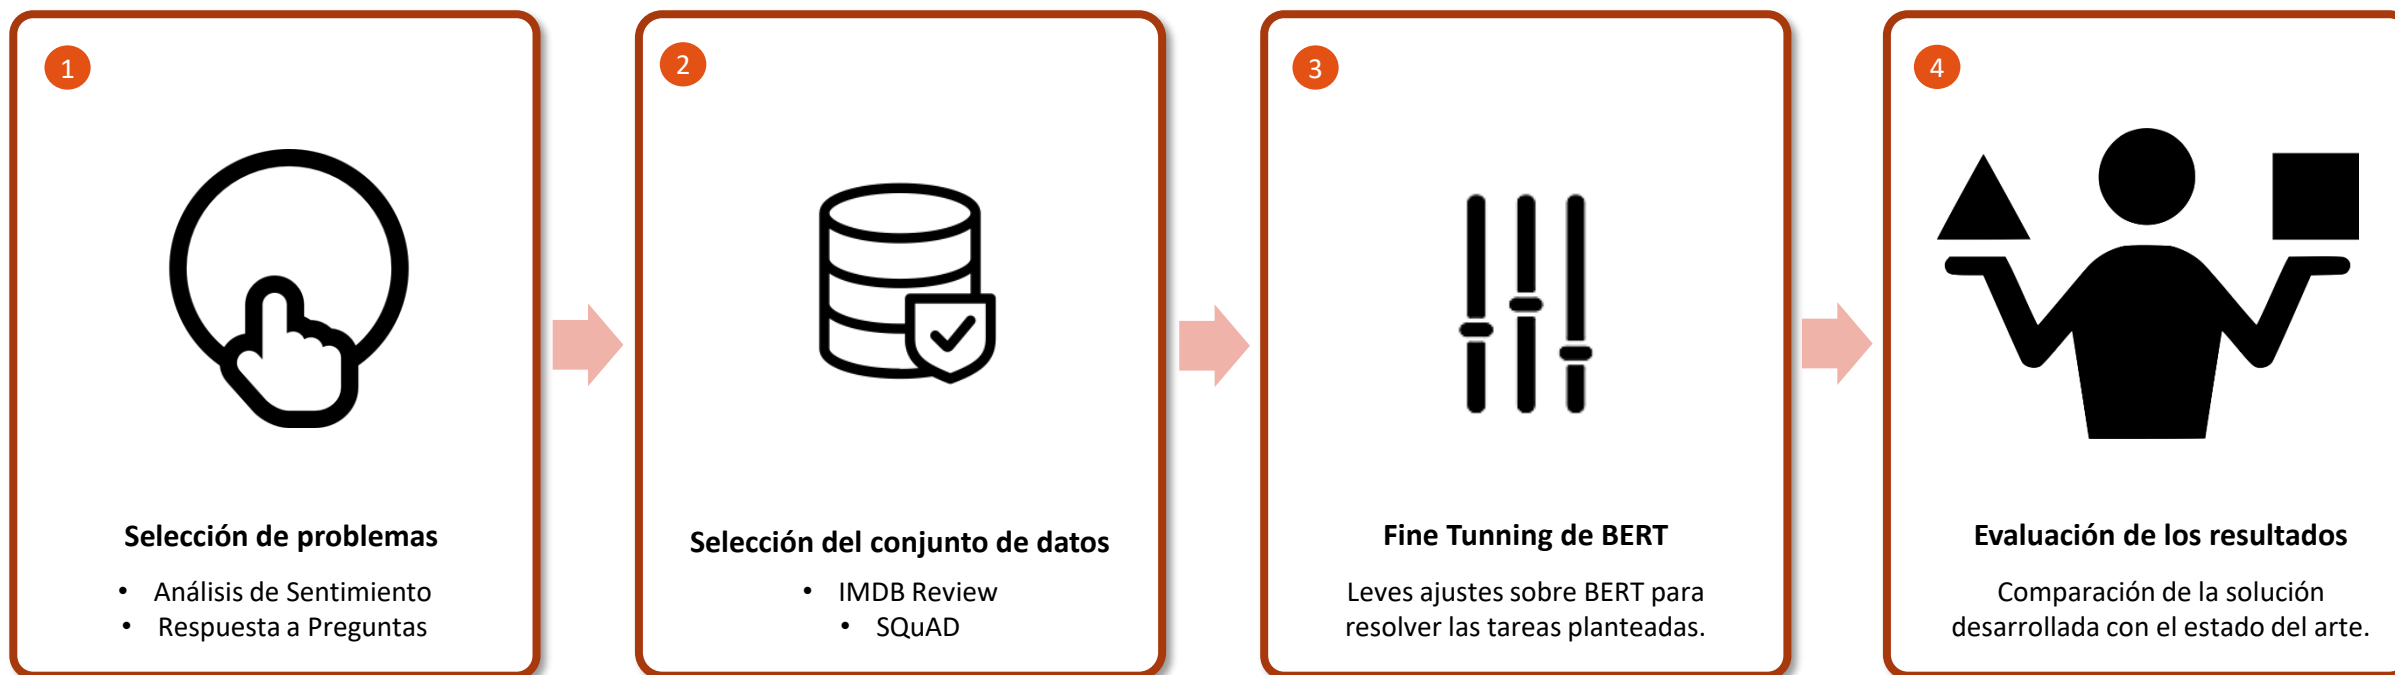 1
Selección de problemas
• Análisis de Sentimiento
• Respuesta a Preguntas
2
Selección del conjunto de datos
• IMDB Review
• SQuAD
3
Fine Tunning de BERT
Leves ajustes sobre BERT para
resolver las tareas planteadas.
4
Evaluación de los resultados
Comparación de la solución
desarrollada con el estado del arte.